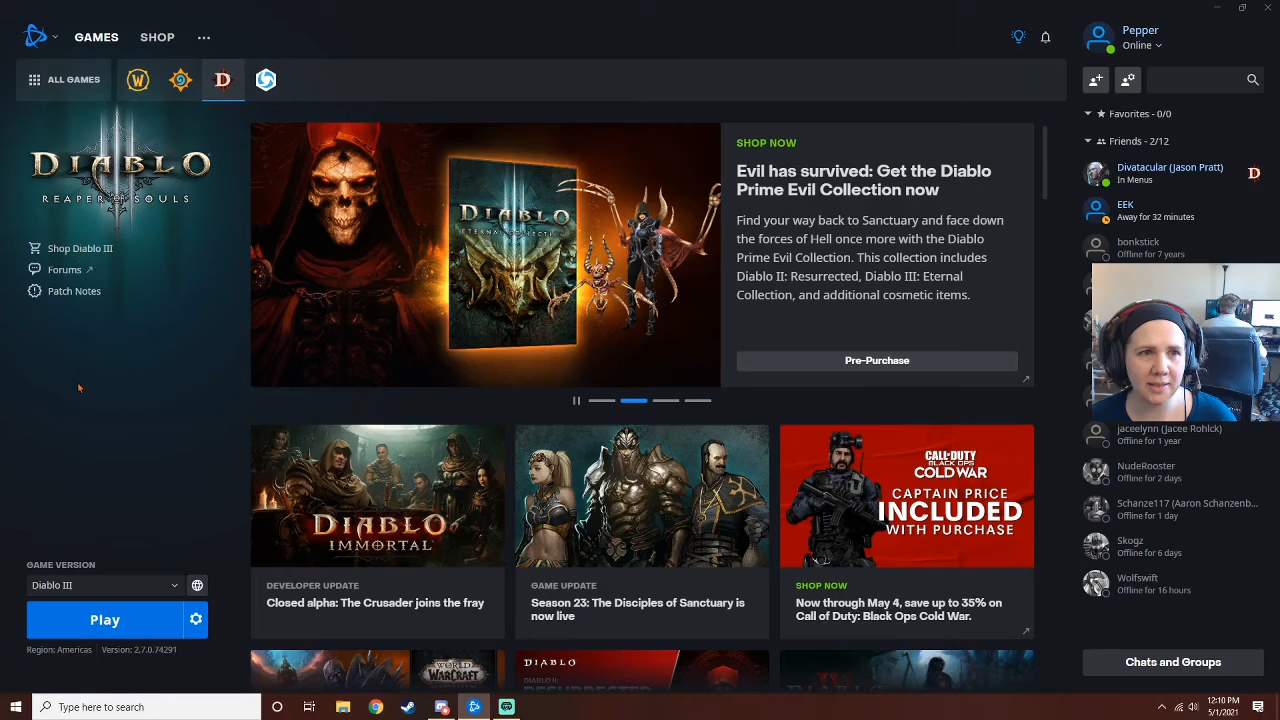 GAMES
SHOP
Pepper
Online
ALL GAMES
W
D
DIABLO
REAPER OF SOULS
Shop Diablo III
Forums
Patch Notes
DIABLO
SHOP NOW
Evil has survived: Get the Diablo
Prime Evil Collection now
Find your way back to Sanctuary and face down
the forces of Hell once more with the Diablo
Prime Evil Collection. This collection includes
Diablo II: Resurrected, Diablo III: Eternal
Collection, and additional cosmetic items.
Pre-Purchase
Favorites - 0/0
Friends - 2/12
Divatacular (Jason Pratt)
In Menus
EEK
Away for 32 minutes
bonkstick
Offline for 7 years
jaceelynn (Jacee Rohlck)
Offline for 1 year
NudeRooster
Offline for 2 days
Schanze117 (Aaron Schanzenb...
Offline for 1 day
Skogz
Offline for 6 days
Wolfswift
Offline for 16 hours
Chats and Groups
DIABLO
IMMORTAL
DEVELOPER UPDATE
Closed alpha: The Crusader joins the fray
GAME UPDATE
Season 23: The Disciples of Sanctuary is
now live
CALL OF DUTY
BLACK OPS
COLD WAR
CAPTAIN PRICE
INCLUDED
WITH PURCHASE
SHOP NOW
Now through May 4, save up to 35% on
Call of Duty: Black Ops Cold War.
GAME VERSION
Diablo III
Play
Region: Americas
Version: 2.7.0.74291
WORLD
WARCRAFT
DIABLO
DIABLO II:
Type here to search
12:10 PM
5/1/2021